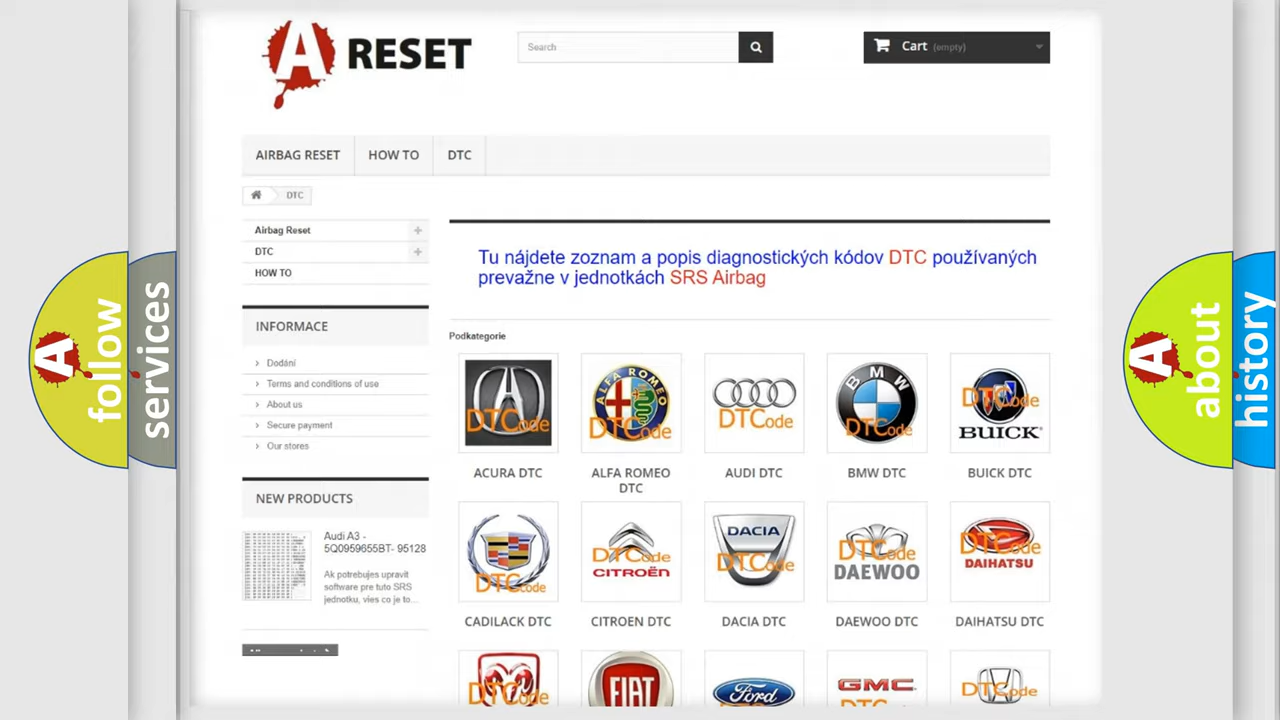 A RESET
Search
Cart (empty)
AIRBAG RESET
HOW TO
DTC
DTC
Airbag Reset
DTC
HOW TO
INFORMACE
Dodání
Terms and conditions of use
About us
Secure payment
Our stores
NEW PRODUCTS
Audi A3 -
5Q0959655BT- 95128
Ak potrebujes upravit
software pre tuto SRS
jednotku, vies co je to...
Tu nájdete zoznam a popis diagnostických kódov DTC používaných
prevažne v jednotkách SRS Airbag
Podkategorie
DTCode
ALFA ROMEO
DTCode
DTCode
BMW
DTCode
DTCode
BUICK
ACURA DTC
ALFA ROMEO
DTC
AUDI DTC
BMW DTC
BUICK DTC
DTCode
DTCode
CITROËN
DACIA
DTCode
DTCode
DAEWOO
DTCode
DAIHATSU
CADILACK DTC
CITROEN DTC
DACIA DTC
DAEWOO DTC
DAIHATSU DTC
DTCode
FIAT
Ford
GMC
DTCode
A follow
services
A about
history